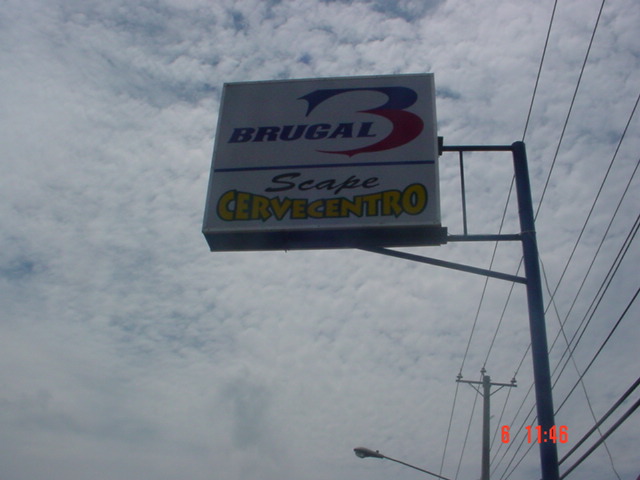 BRUGAL
Scape
CERVECENTRO
6 11:46